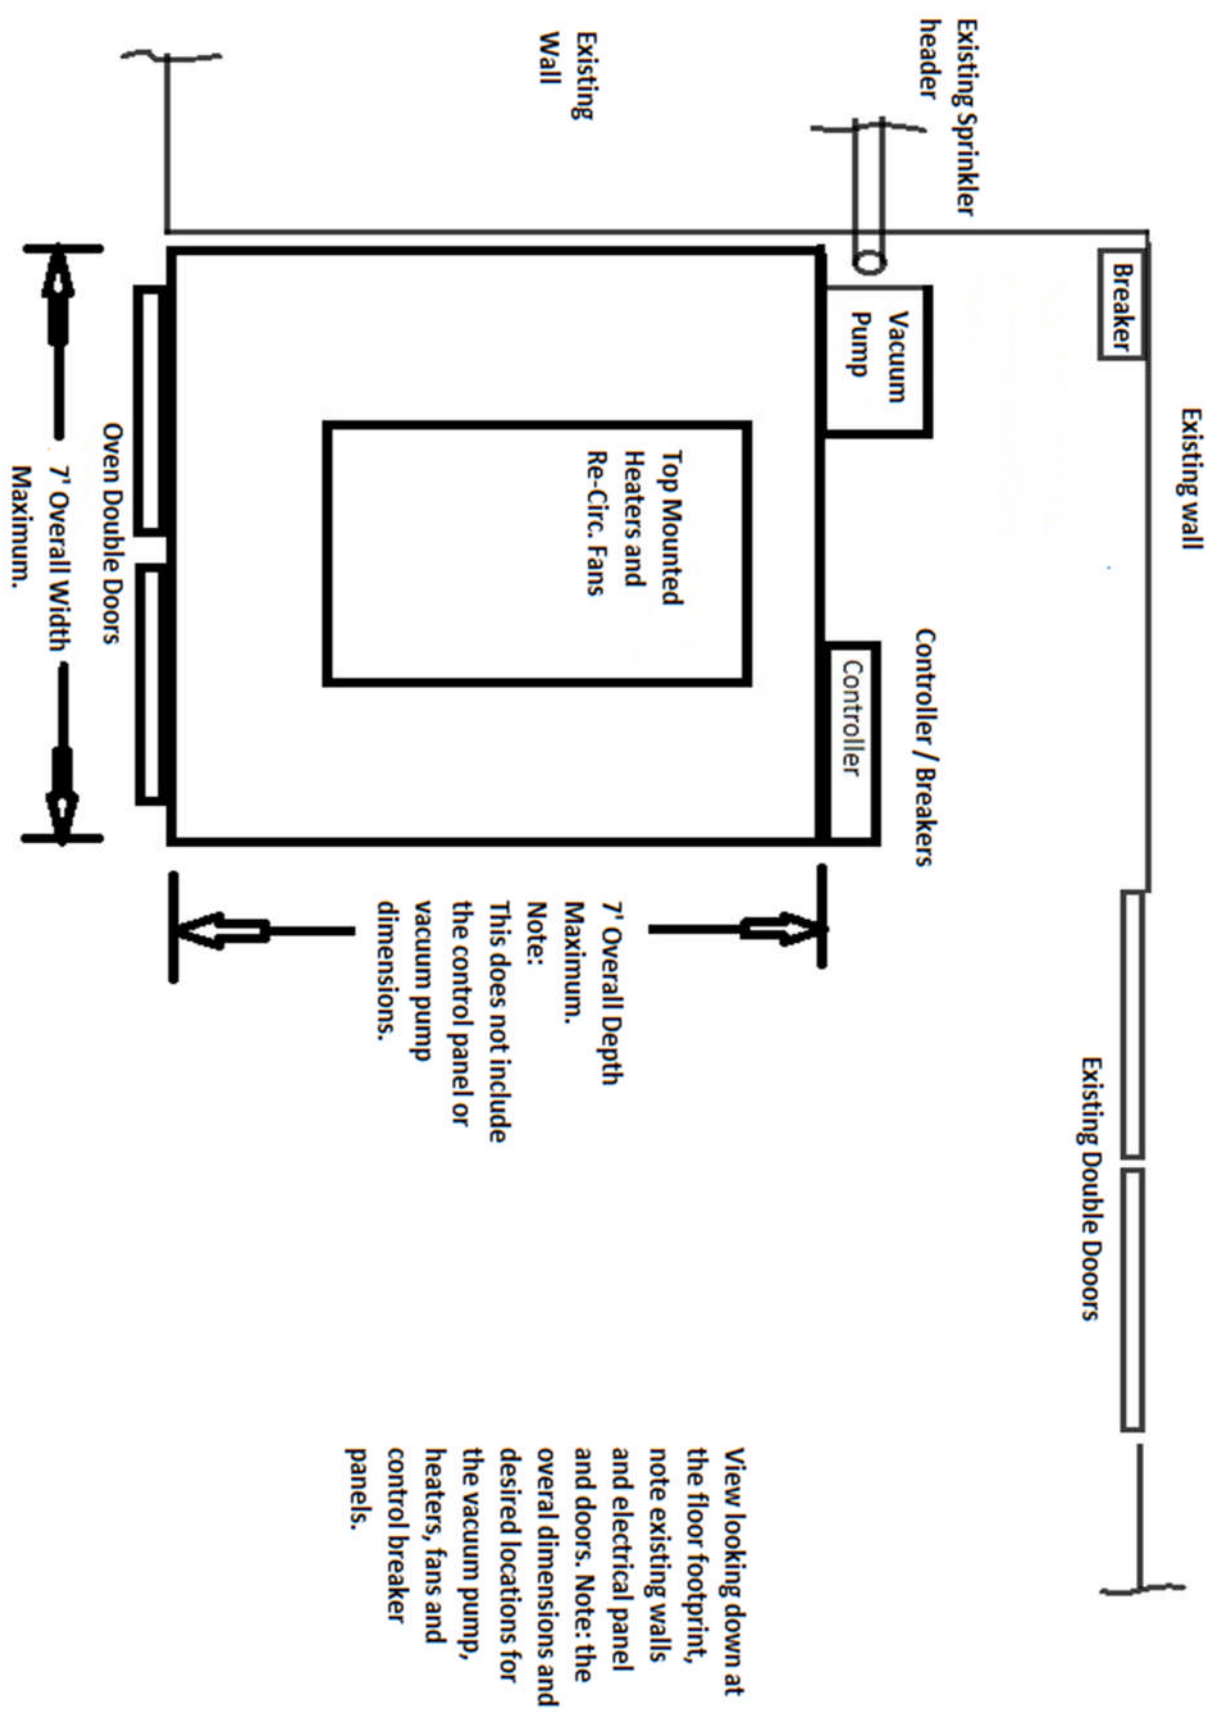 Existing wall
Breaker
Existing Double Dooors
Existing Sprinkler
header
Controller / Breakers
Vacuum
Pump
Controller
Existing
Wall
Top Mounted
Heaters and
Re-Circ. Fans
7' Overall Depth
Maximum.
Note:
This does not include
the control panel or
vacuum pump
dimensions.
View looking down at
the floor footprint,
note existing walls
and electrical panel
and doors. Note: the
overal dimensions and
desired locations for
the vacuum pump,
heaters, fans and
control breaker
panels.
Oven Double Doors
7' Overall Width
Maximum.